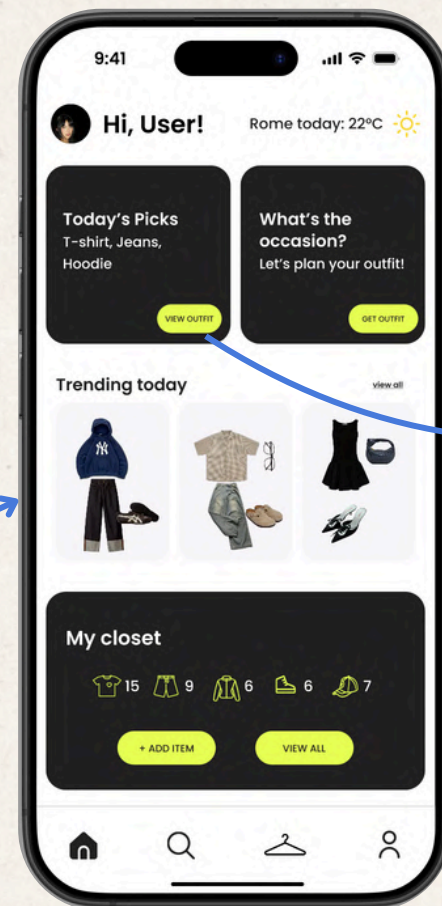 9:41
Hi, User!
Rome today: 22°C
Today's Picks
T-shirt, Jeans,
Hoodie
VIEW OUTFIT
What's the
occasion?
Let's plan your outfit!
GET OUTFIT
Trending today
view all
NY
My closet
15
9
6
6
7
+ ADD ITEM
VIEW ALL